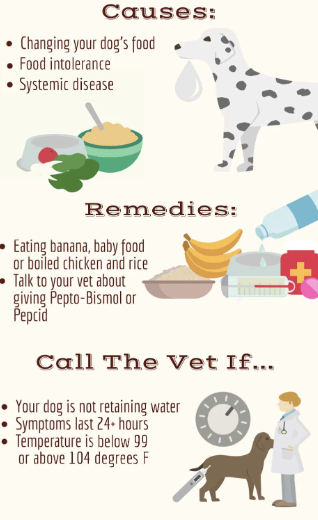 Causes:
• Changing your dog's food
• Food intolerance
• Systemic disease
Remedies:
• Eating banana, baby food
or boiled chicken and rice
• Talk to your vet about
giving Pepto-Bismol or
Pepcid
Call The Vet If...
• Your dog is not retaining water
• Symptoms last 24+ hours
• Temperature is below 99
or above 104 degrees F